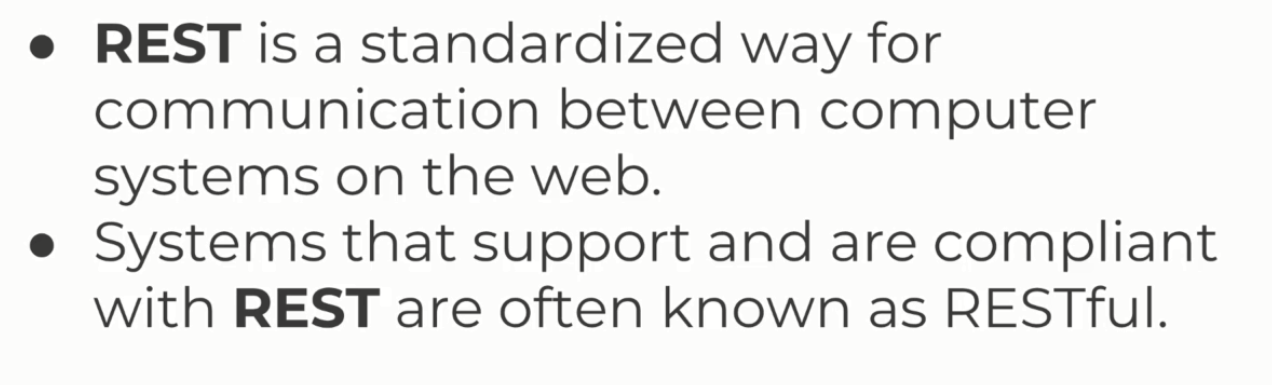 ● REST is a standardized way for
communication between computer
systems on the web.
● Systems that support and are compliant
with REST are often known as RESTful.